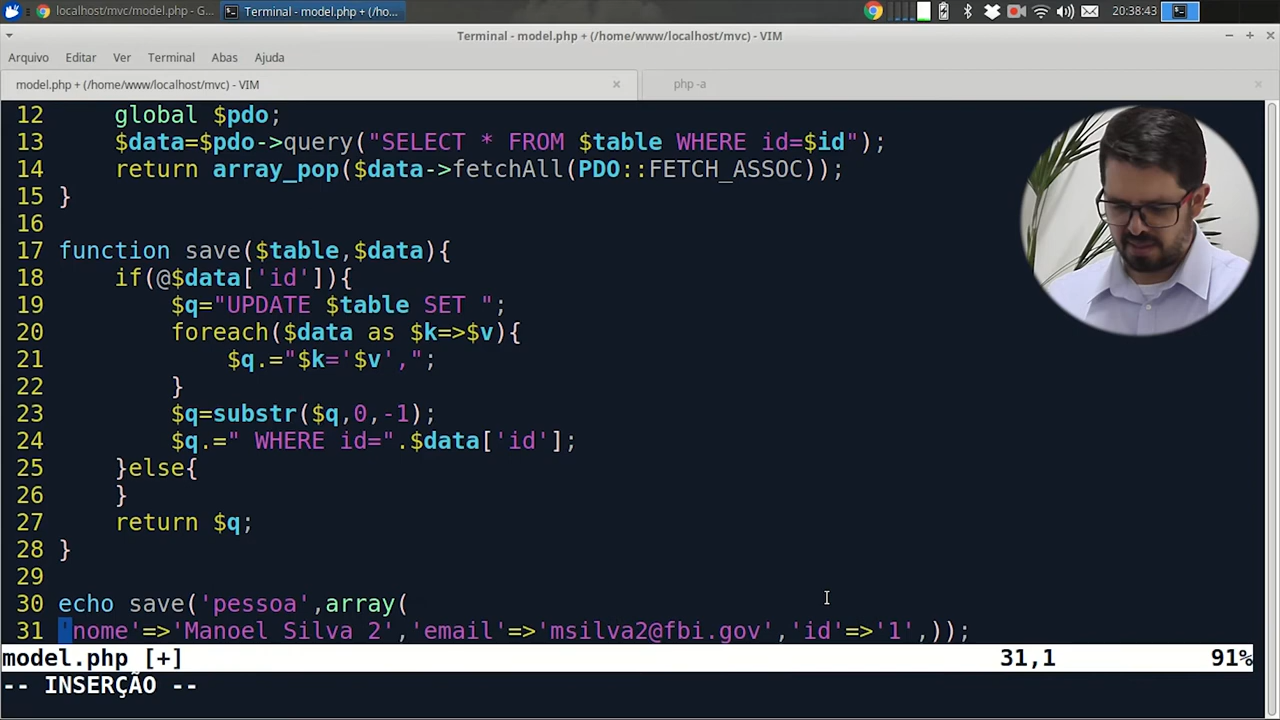 localhost/mvc/model.php - G...
Terminal - model.php + (/ho...
20:38:43
Terminal - model.php + (/home/www/localhost/mvc) - VIM
Arquivo Editar Ver Terminal Abas Ajuda
model.php + (/home/www/localhost/mvc) - VIM
php -a
12     global $pdo;
13     $data=$pdo->query("SELECT * FROM $table WHERE id=$id");
14     return array_pop($data->fetchAll(PDO::FETCH_ASSOC));
15 }
16
17 function save($table,$data){
18     if(@$data['id']){
19         $q="UPDATE $table SET ";
20         foreach($data as $k=>$v){
21             $q.="$k='$v',";
22         }
23         $q=substr($q,0,-1);
24         $q.=" WHERE id=".$data['id'];
25     }else{
26     }
27     return $q;
28 }
29
30 echo save('pessoa',array(
31 'nome'=>'Manoel Silva 2','email'=>'msilva2@fbi.gov','id'=>'1',));
model.php [+] 31,1 91%
-- INSERÇÃO --